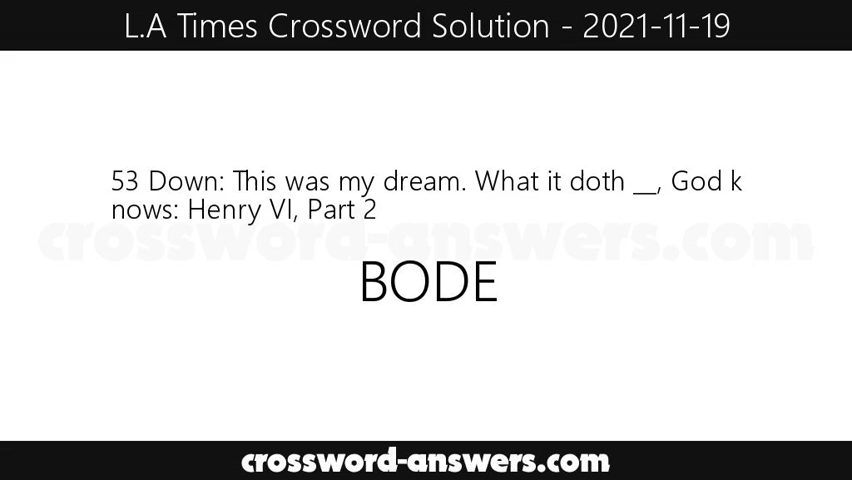 L.A Times Crossword Solution - 2021-11-19
53 Down: This was my dream. What it doth __, God k
nows: Henry VI, Part 2
crossword-answers.com
BODE
crossword-answers.com